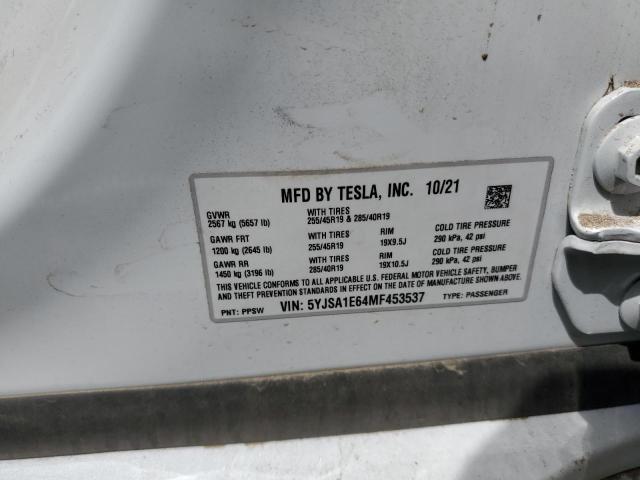 MFD BY TESLA, INC. 10/21
GVWR
2567 kg (5657 lb)
WITH TIRES
255/45R19 & 285/40R19
GAWR FRT
1200 kg (2645 lb)
WITH TIRES
255/45R19
RIM
19X9.5J
COLD TIRE PRESSURE
290 kPa, 42 psi
GAWR RR
1450 kg (3196 lb)
WITH TIRES
285/40R19
RIM
19X10.5J
COLD TIRE PRESSURE
290 kPa, 42 psi
THIS VEHICLE CONFORMS TO ALL APPLICABLE U.S. FEDERAL MOTOR VEHICLE SAFETY, BUMPER
AND THEFT PREVENTION STANDARDS IN EFFECT ON THE DATE OF MANUFACTURE SHOWN ABOVE.
PNT: PPSW VIN: 5YJSA1E64MF453537 TYPE: PASSENGER